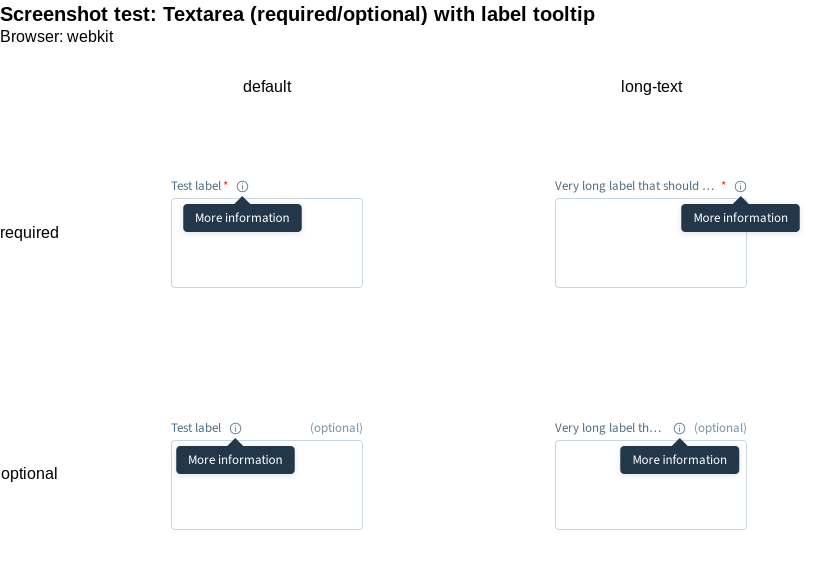 Screenshot test: Textarea (required/optional) with label tooltip
Browser: webkit
default
long-text
Test label *
Very long label that should ... *
required
More information
More information
Test label
(optional)
Very long label th...
(optional)
optional
More information
More information